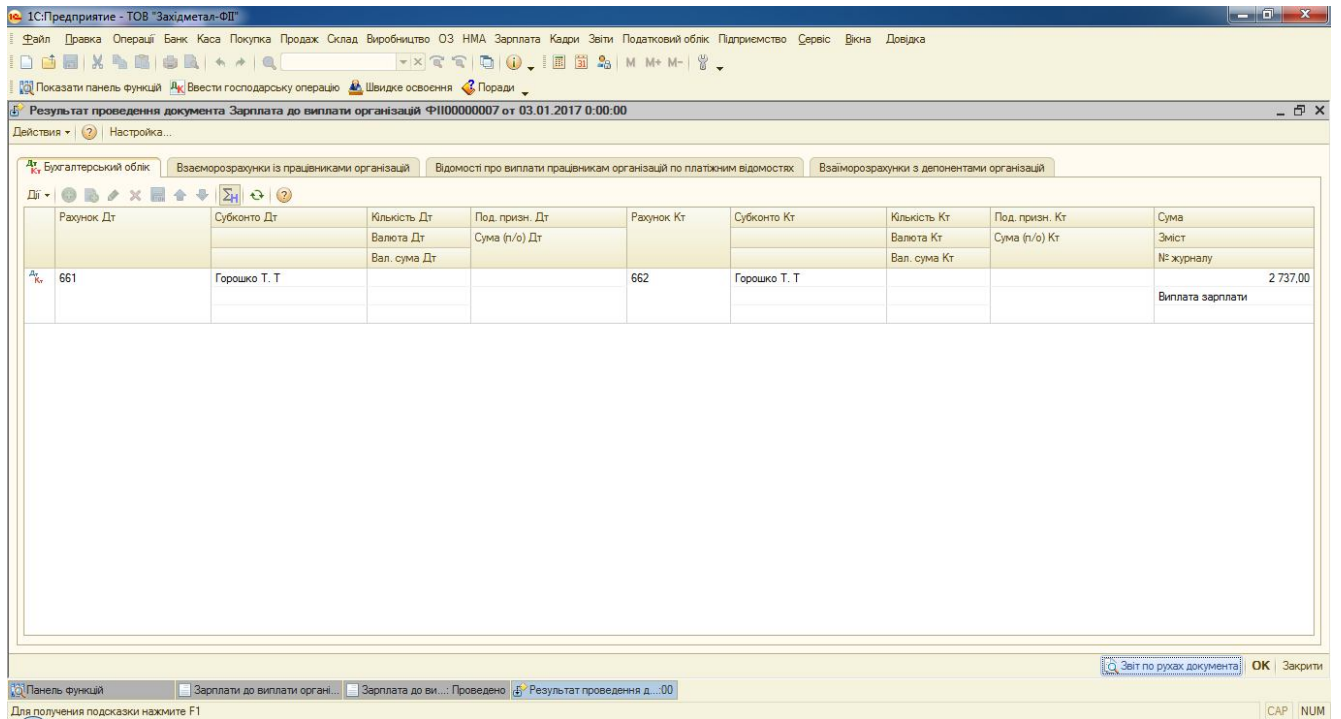 1С:Предприятие - ТОВ "Західметал-ФІІ"
Файл Правка Операції Банк Каса Покупка Продаж Склад Виробництво ОЗ НМА Зарплата Кадри Звіти Податковий облік Підприємство Сервіс Вікна Довідка
M M+ M-
Показати панель функцій Ввести господарську операцію Швидке освоєння Поради
Результат проведення документа Зарплата до виплати організацій ФІІ00000007 от 03.01.2017 0:00:00
Действия Настройка...
Бухгалтерський облік Взаєморозрахунки із працівниками організацій Відомості про виплати працівникам організацій по платіжним відомостях Взаїморозрахунки з депонентами організацій
Дії
Рахунок Дт Субконто Дт Кількість Дт Под. призн. Дт Рахунок Кт Субконто Кт Кількість Кт Под. призн. Кт Сума
Валюта Дт Сума (п/о) Дт Валюта Кт Сума (п/о) Кт Зміст
Вал. сума Дт Вал. сума Кт № журналу
661 Горошко Т. Т 662 Горошко Т. Т 2 737,00
Виплата зарплати
Звіт по рухах документа OK Закрити
Панель функцій Зарплати до виплати органі... Зарплата до ви...: Проведено Результат проведення д...:00
Для получения подсказки нажмите F1 CAP NUM